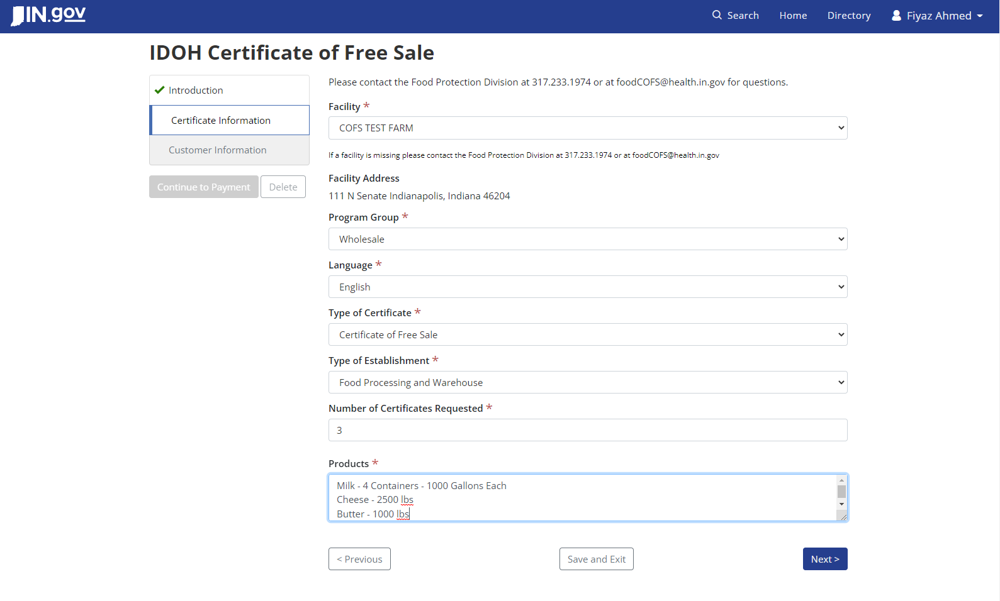 IN.gov
Search
Home
Directory
Fiyaz Ahmed
IDOH Certificate of Free Sale
Introduction
Certificate Information
Customer Information
Continue to Payment
Delete
Please contact the Food Protection Division at 317.233.1974 or at foodCOFS@health.in.gov for questions.
Facility *
COFS TEST FARM
If a facility is missing please contact the Food Protection Division at 317.233.1974 or at foodCOFS@health.in.gov
Facility Address
111 N Senate Indianapolis, Indiana 46204
Program Group *
Wholesale
Language *
English
Type of Certificate *
Certificate of Free Sale
Type of Establishment *
Food Processing and Warehouse
Number of Certificates Requested *
3
Products *
Milk - 4 Containers - 1000 Gallons Each
Cheese - 2500 lbs
Butter - 1000 lbs
< Previous
Save and Exit
Next >